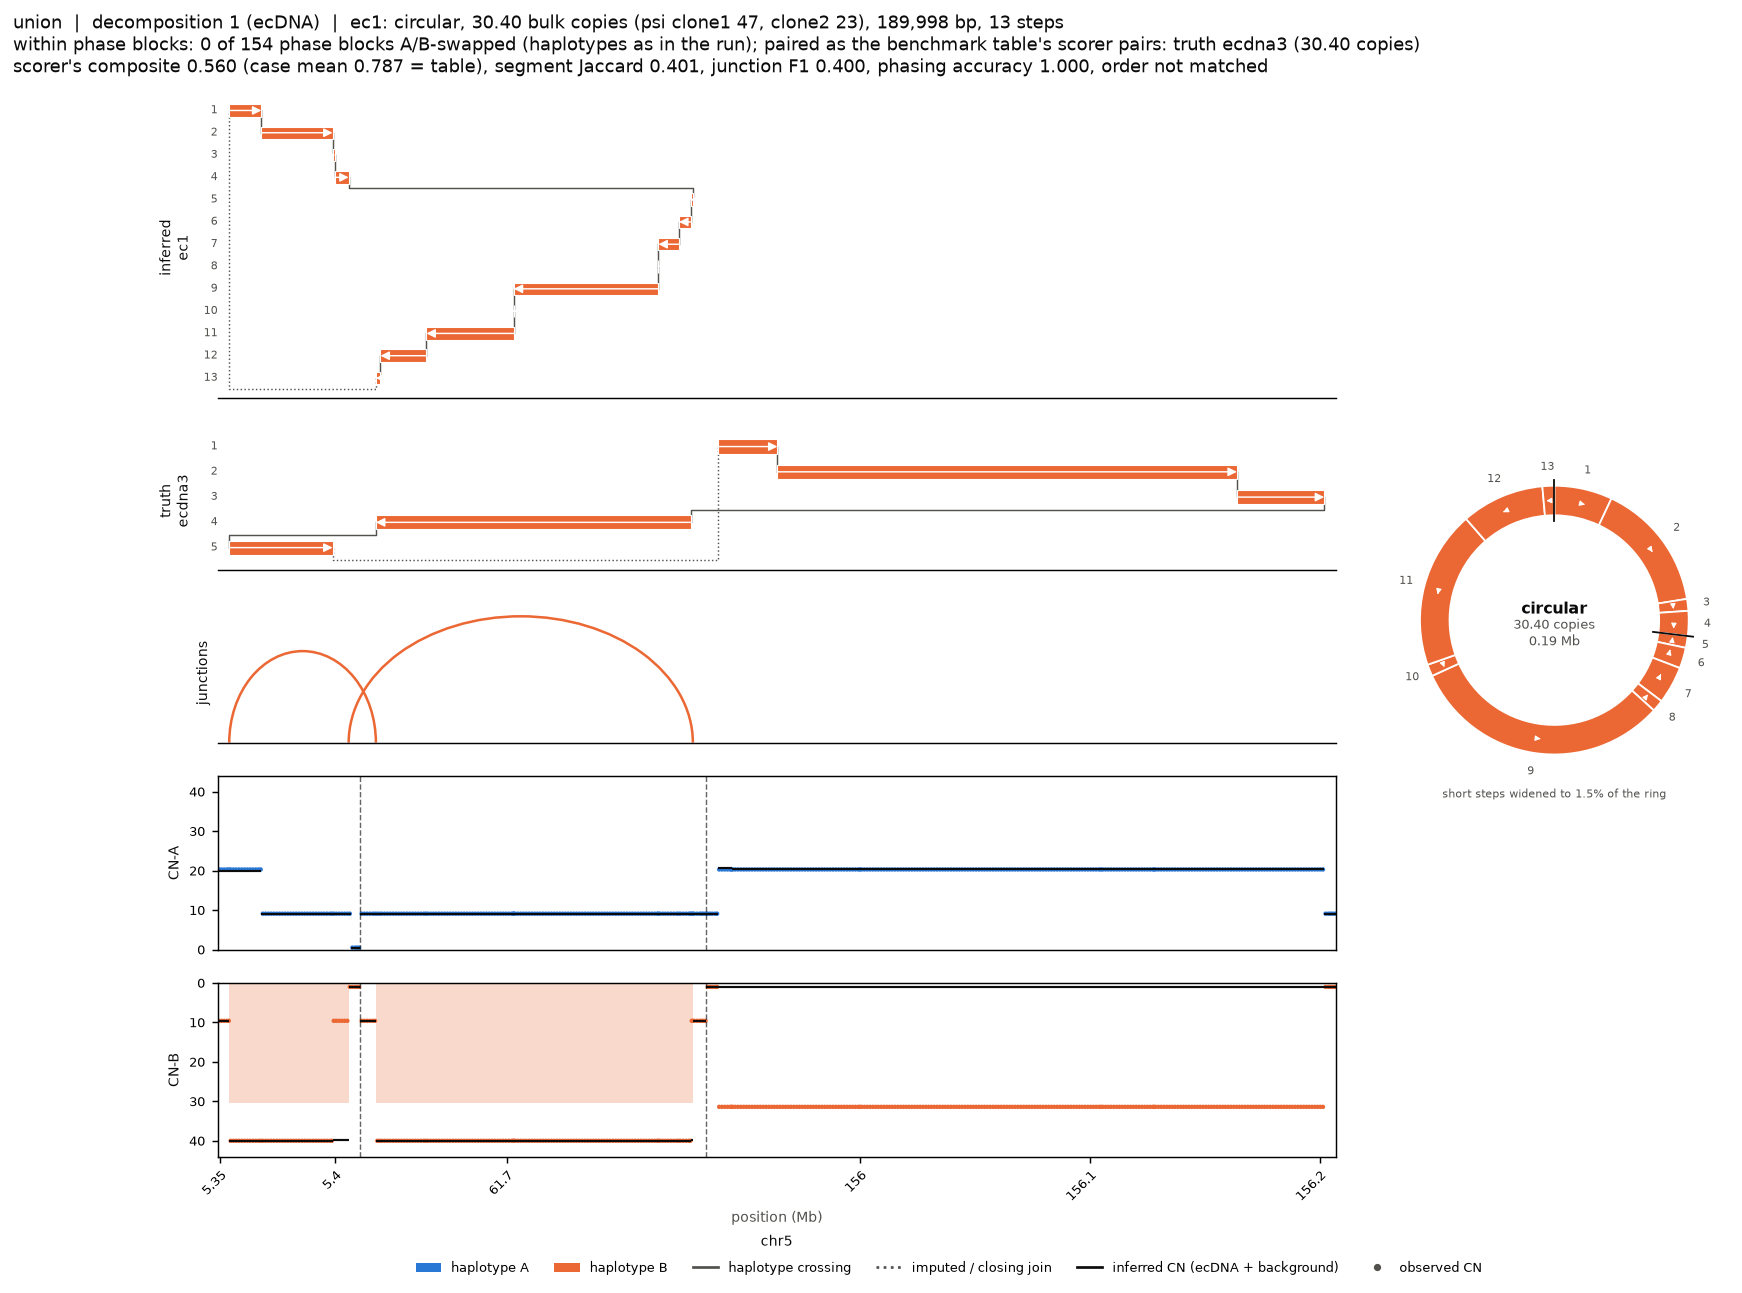 union  |  decomposition 1 (ecDNA)  |  ec1: circular, 30.40 bulk copies (psi clone1 47, clone2 23), 189,998 bp, 13 steps
within phase blocks: 0 of 154 phase blocks A/B-swapped (haplotypes as in the run); paired as the benchmark table's scorer pairs: truth ecdna3 (30.40 copies)
scorer's composite 0.560 (case mean 0.787 = table), segment Jaccard 0.401, junction F1 0.400, phasing accuracy 1.000, order not matched
inferred
ec1
1
2
3
4
5
6
7
8
9
10
11
12
13
truth
ecdna3
1
2
3
4
5
junctions
CN-A
40
30
20
10
0
CN-B
0
10
20
30
40
5.35
5.4
61.7
156
156.1
156.2
position (Mb)
chr5
13
1
2
3
4
5
6
7
8
9
10
11
12
circular
30.40 copies
0.19 Mb
short steps widened to 1.5% of the ring
haplotype A
haplotype B
haplotype crossing
imputed / closing join
inferred CN (ecDNA + background)
observed CN